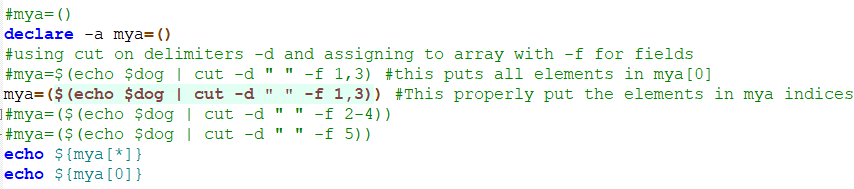 #mya=()
declare -a mya=()
#using cut on delimiters -d and assigning to array with -f for fields
#mya=$(echo $dog | cut -d " " -f 1,3) #this puts all elements in mya[0]
mya=($(echo $dog | cut -d " " -f 1,3)) #This properly put the elements in mya indices
#mya=($(echo $dog | cut -d " " -f 2-4))
#mya=($(echo $dog | cut -d " " -f 5))
echo ${mya[*]}
echo ${mya[0]}